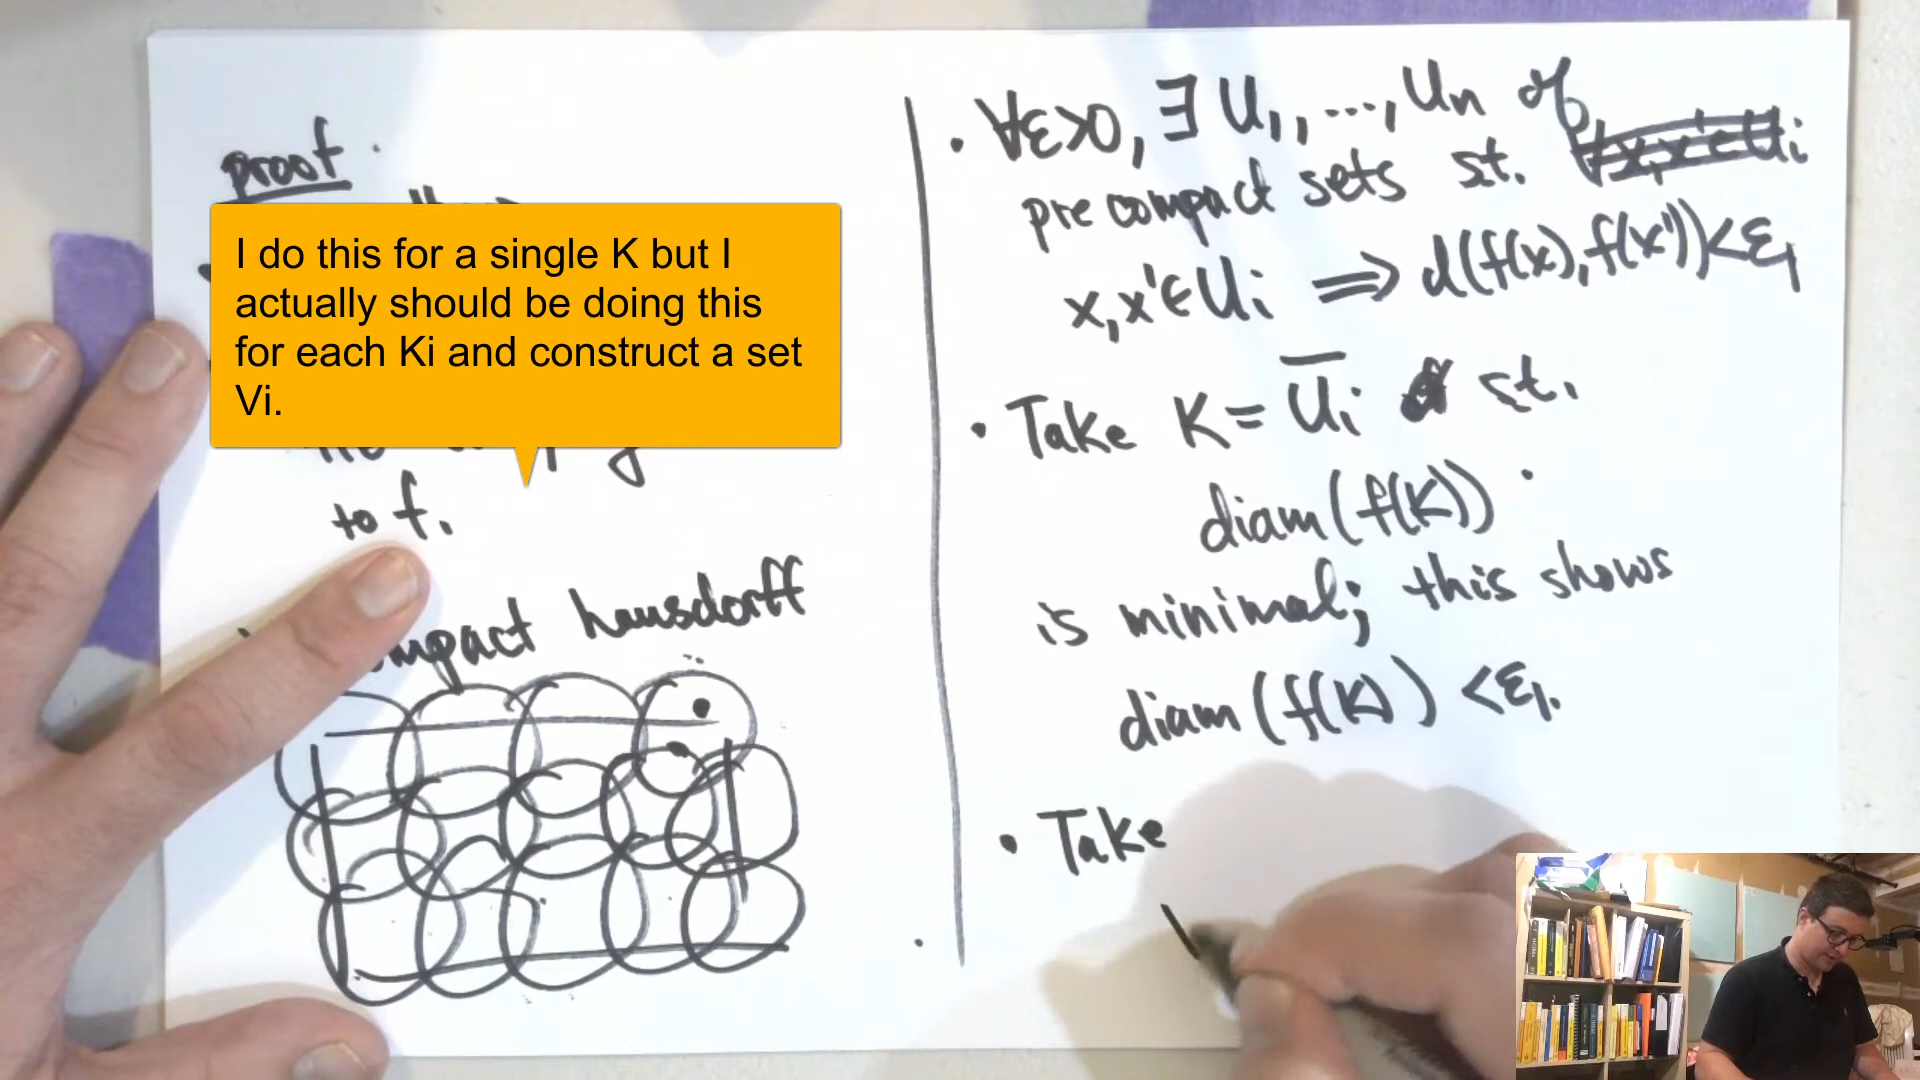 proof
I do this for a single K but I
actually should be doing this
for each Ki and construct a set
Vi.
to f.
hausdorff
• ∀ε>0, ∃ U₁, ..., Un of
pre compact sets st.
x,x'∈Ui ⟹ d(f(x),f(x'))<ε₁
• Take K = U̅i st.
diam(f(K))
is minimal; this shows
diam(f(K)) <ε₁.
• Take